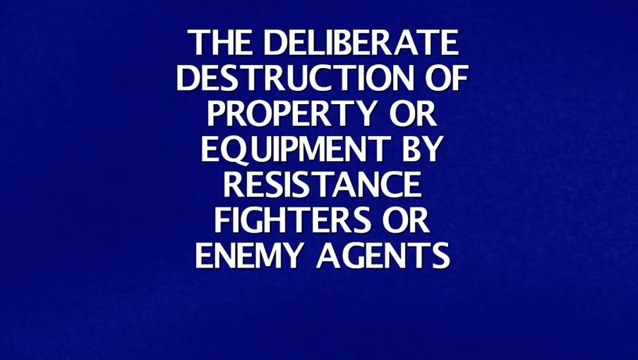 THE DELIBERATE
DESTRUCTION OF
PROPERTY OR
EQUIPMENT BY
RESISTANCE
FIGHTERS OR
ENEMY AGENTS